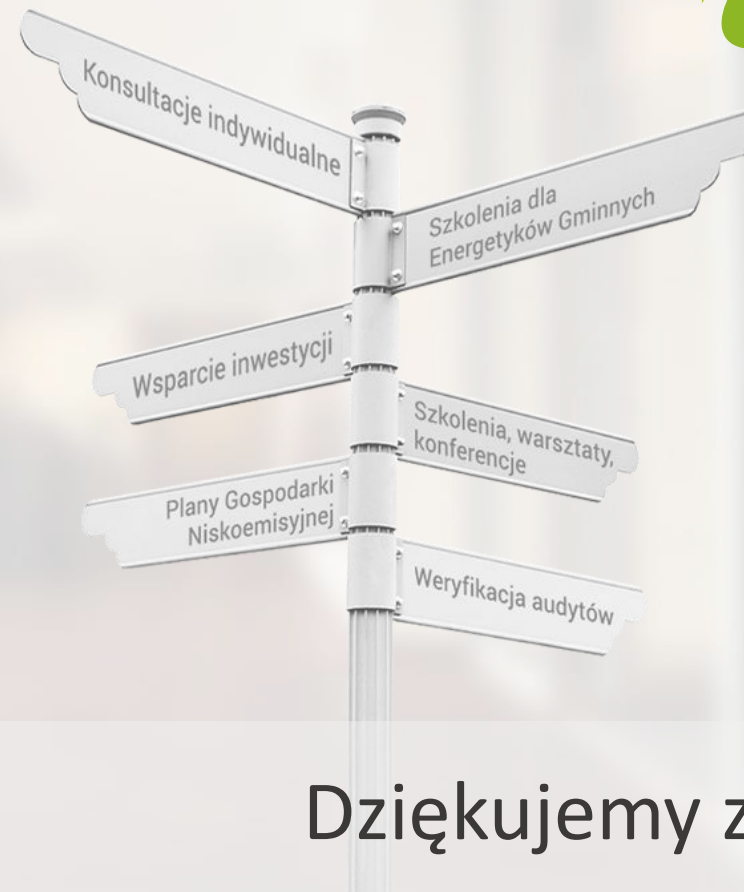 Konsultacje indywidualne
Szkolenia dla
Energetyków Gminnych
Wsparcie inwestycji
Szkolenia, warsztaty,
konferencje
Plany Gospodarki
Niskoemisyjnej
Weryfikacja audytów
Dziękujemy z